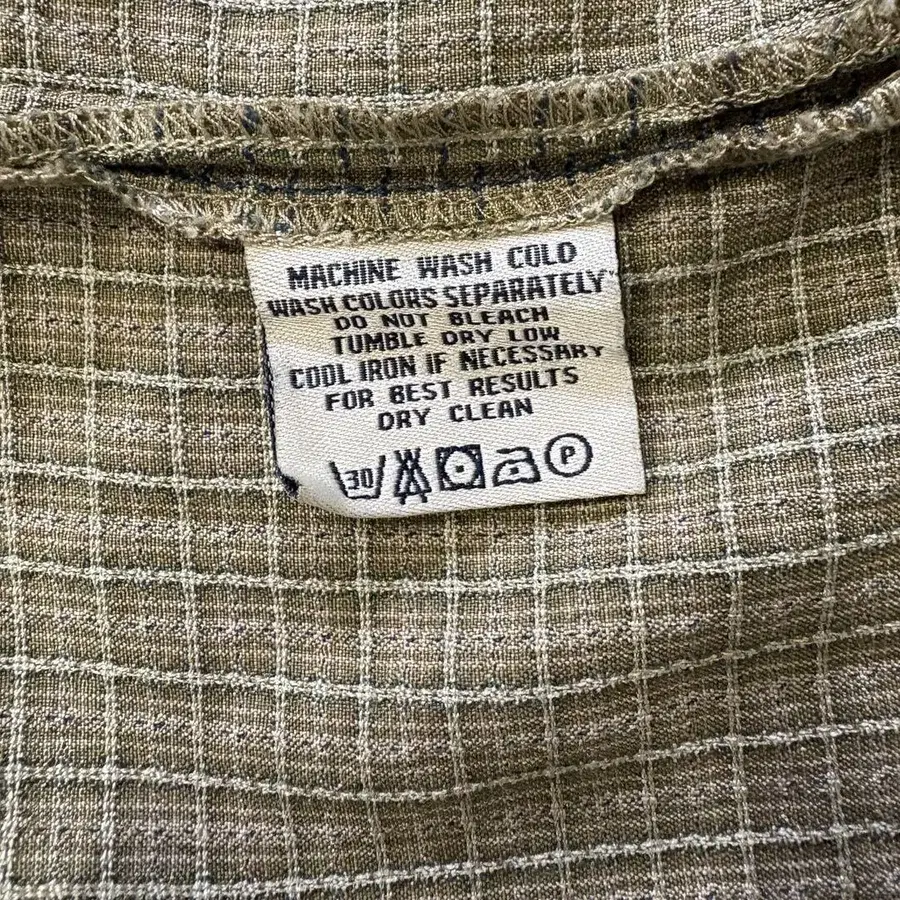 MACHINE WASH COLD
WASH COLORS SEPARATELY
DO NOT BLEACH
TUMBLE DRY LOW
COOL IRON IF NECESSARY
FOR BEST RESULTS
DRY CLEAN
30 P